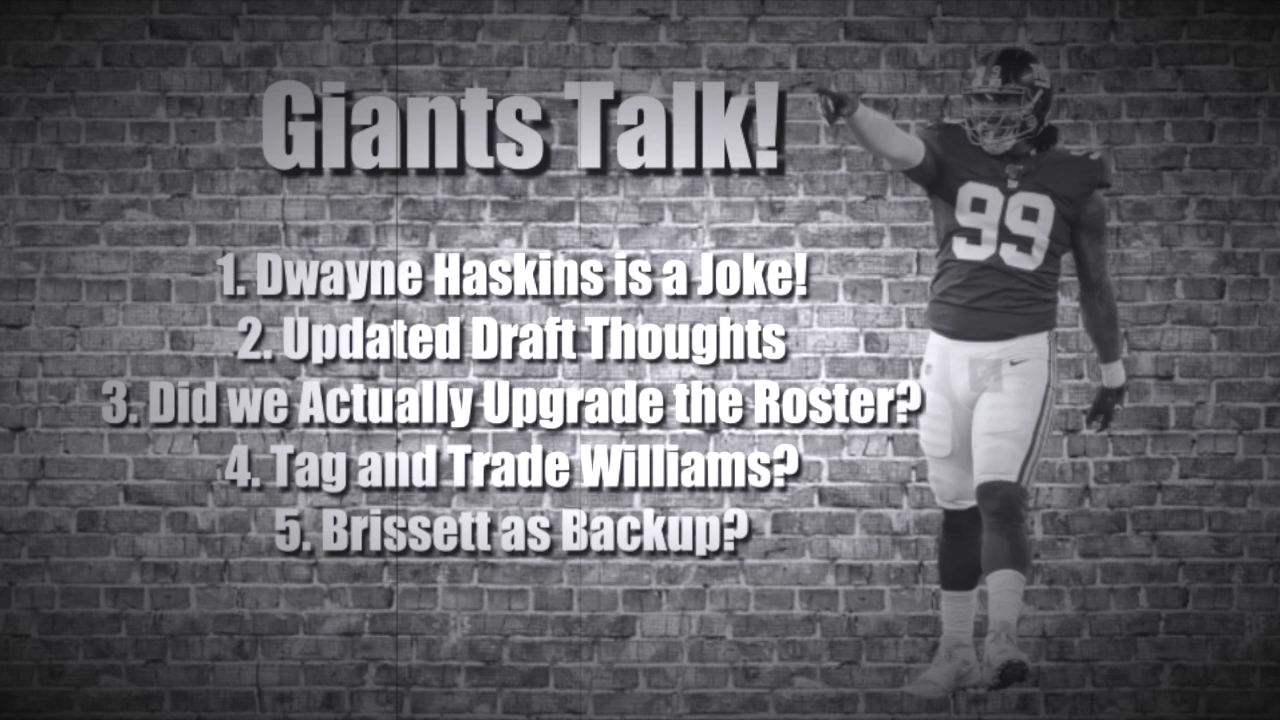 Giants Talk!
1. Dwayne Haskins is a Joke!
2. Updated Draft Thoughts
3. Did we Actually Upgrade the Roster?
4. Tag and Trade Williams?
5. Brissett as Backup?
99